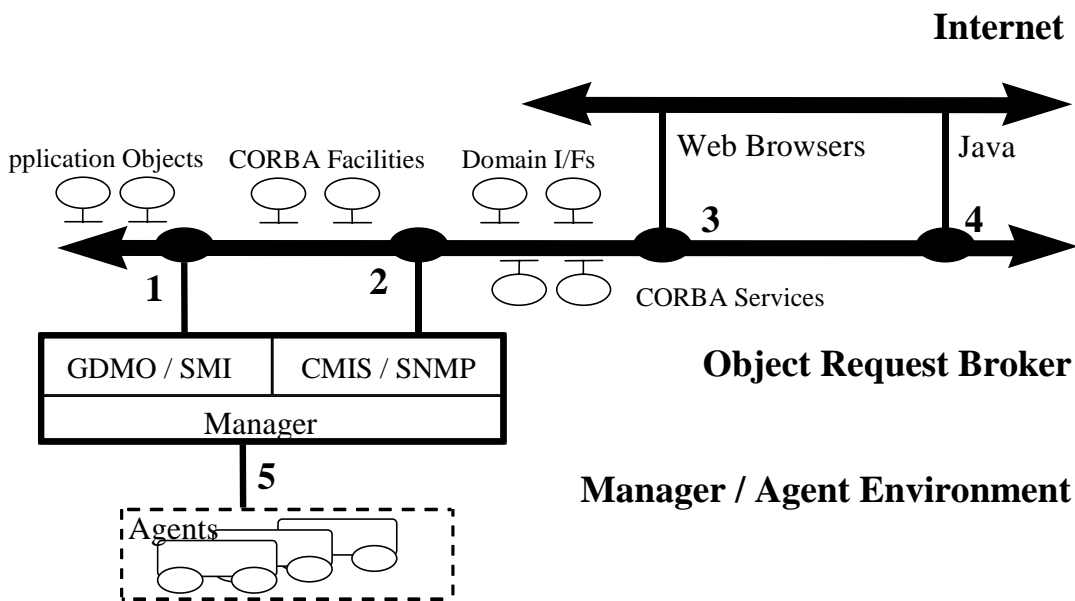 Internet
Web Browsers
Java
pplication Objects
CORBA Facilities
Domain I/Fs
3
4
1
2
CORBA Services
GDMO / SMI
CMIS / SNMP
Object Request Broker
Manager
5
Manager / Agent Environment
Agents